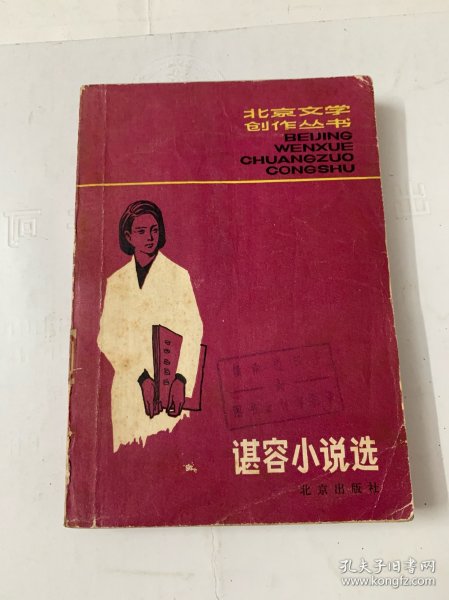 北京文学
创作丛书
BEIJING
WENXUE
CHUANGZUO
CONGSHU
谌容小说选
北京出版社
孔夫子旧书网
www.kongfz.com